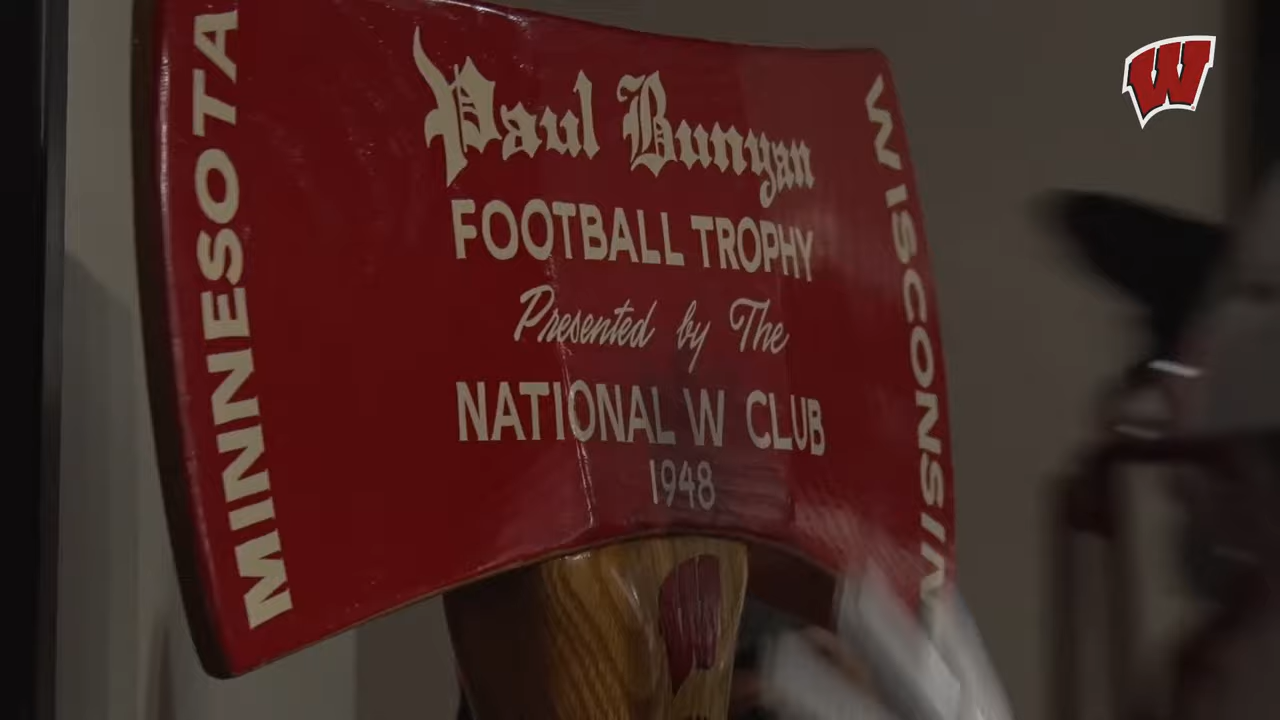 MINNESOTA
Paul Bunyan
FOOTBALL TROPHY
Presented by The
NATIONAL W CLUB
1948
WISCONSIN
W